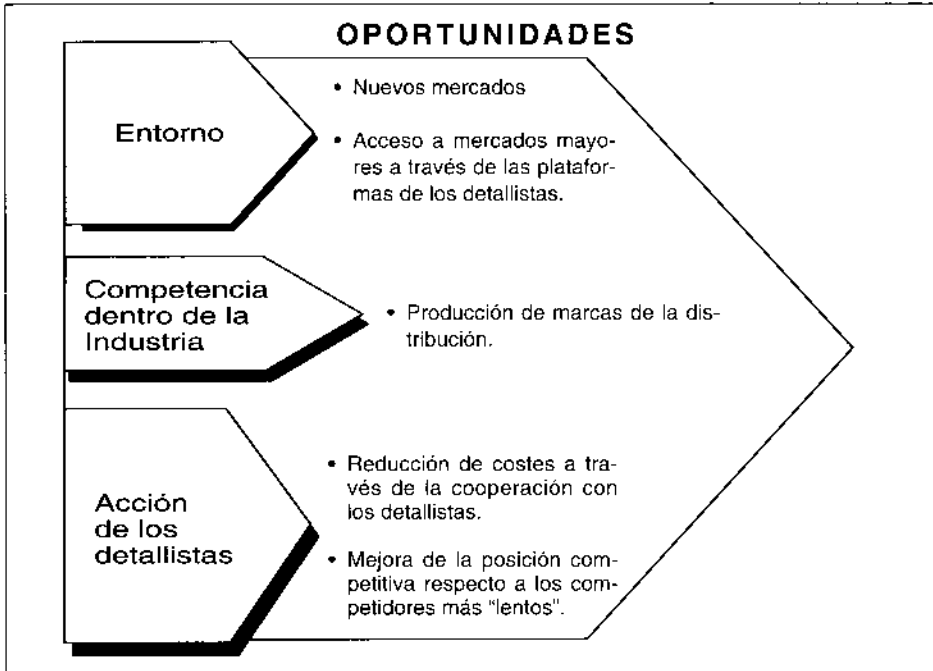 OPORTUNIDADES
Entorno
• Nuevos mercados
• Acceso a mercados mayo-
res a través de las platafor-
mas de los detallistas.
Competencia
dentro de la
Industria
• Producción de marcas de la dis-
tribución.
Acción
de los
detallistas
• Reducción de costes a tra-
vés de la cooperación con
los detallistas.
• Mejora de la posición com-
petitiva respecto a los com-
petidores más "lentos".